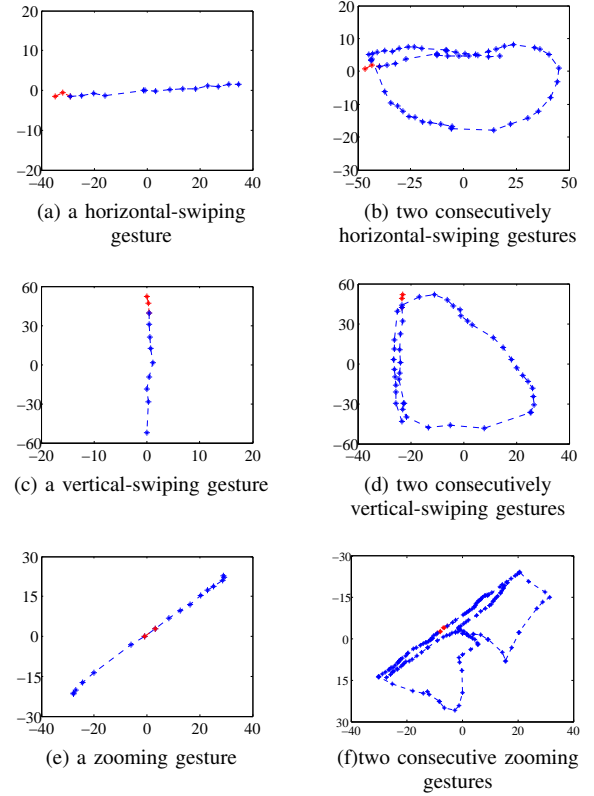 20
10
0
−10
−20
−40 −20 0 20 40
(a) a horizontal-swiping
gesture
20
10
0
−10
−20
−30
−50 −25 0 25 50
(b) two consecutively
horizontal-swiping gestures
60
30
0
−30
−60
−20 −10 0 10 20
(c) a vertical-swiping gesture
60
30
0
−30
−60
−40 −20 0 20 40
(d) two consecutively
vertical-swiping gestures
30
15
0
−15
−30
−40 −20 0 20 40
(e) a zooming gesture
−30
−15
0
15
30
−40 −20 0 20 40
(f)two consecutive zooming
gestures